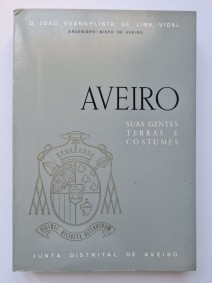 D. JOÃO EVANGELISTA DE LIMA VIDAL
ARCEBISPO-BISPO DE AVEIRO
AVEIRO
SUAS GENTES
TERRAS E
COSTUMES
JUNTA DISTRITAL DE AVEIRO